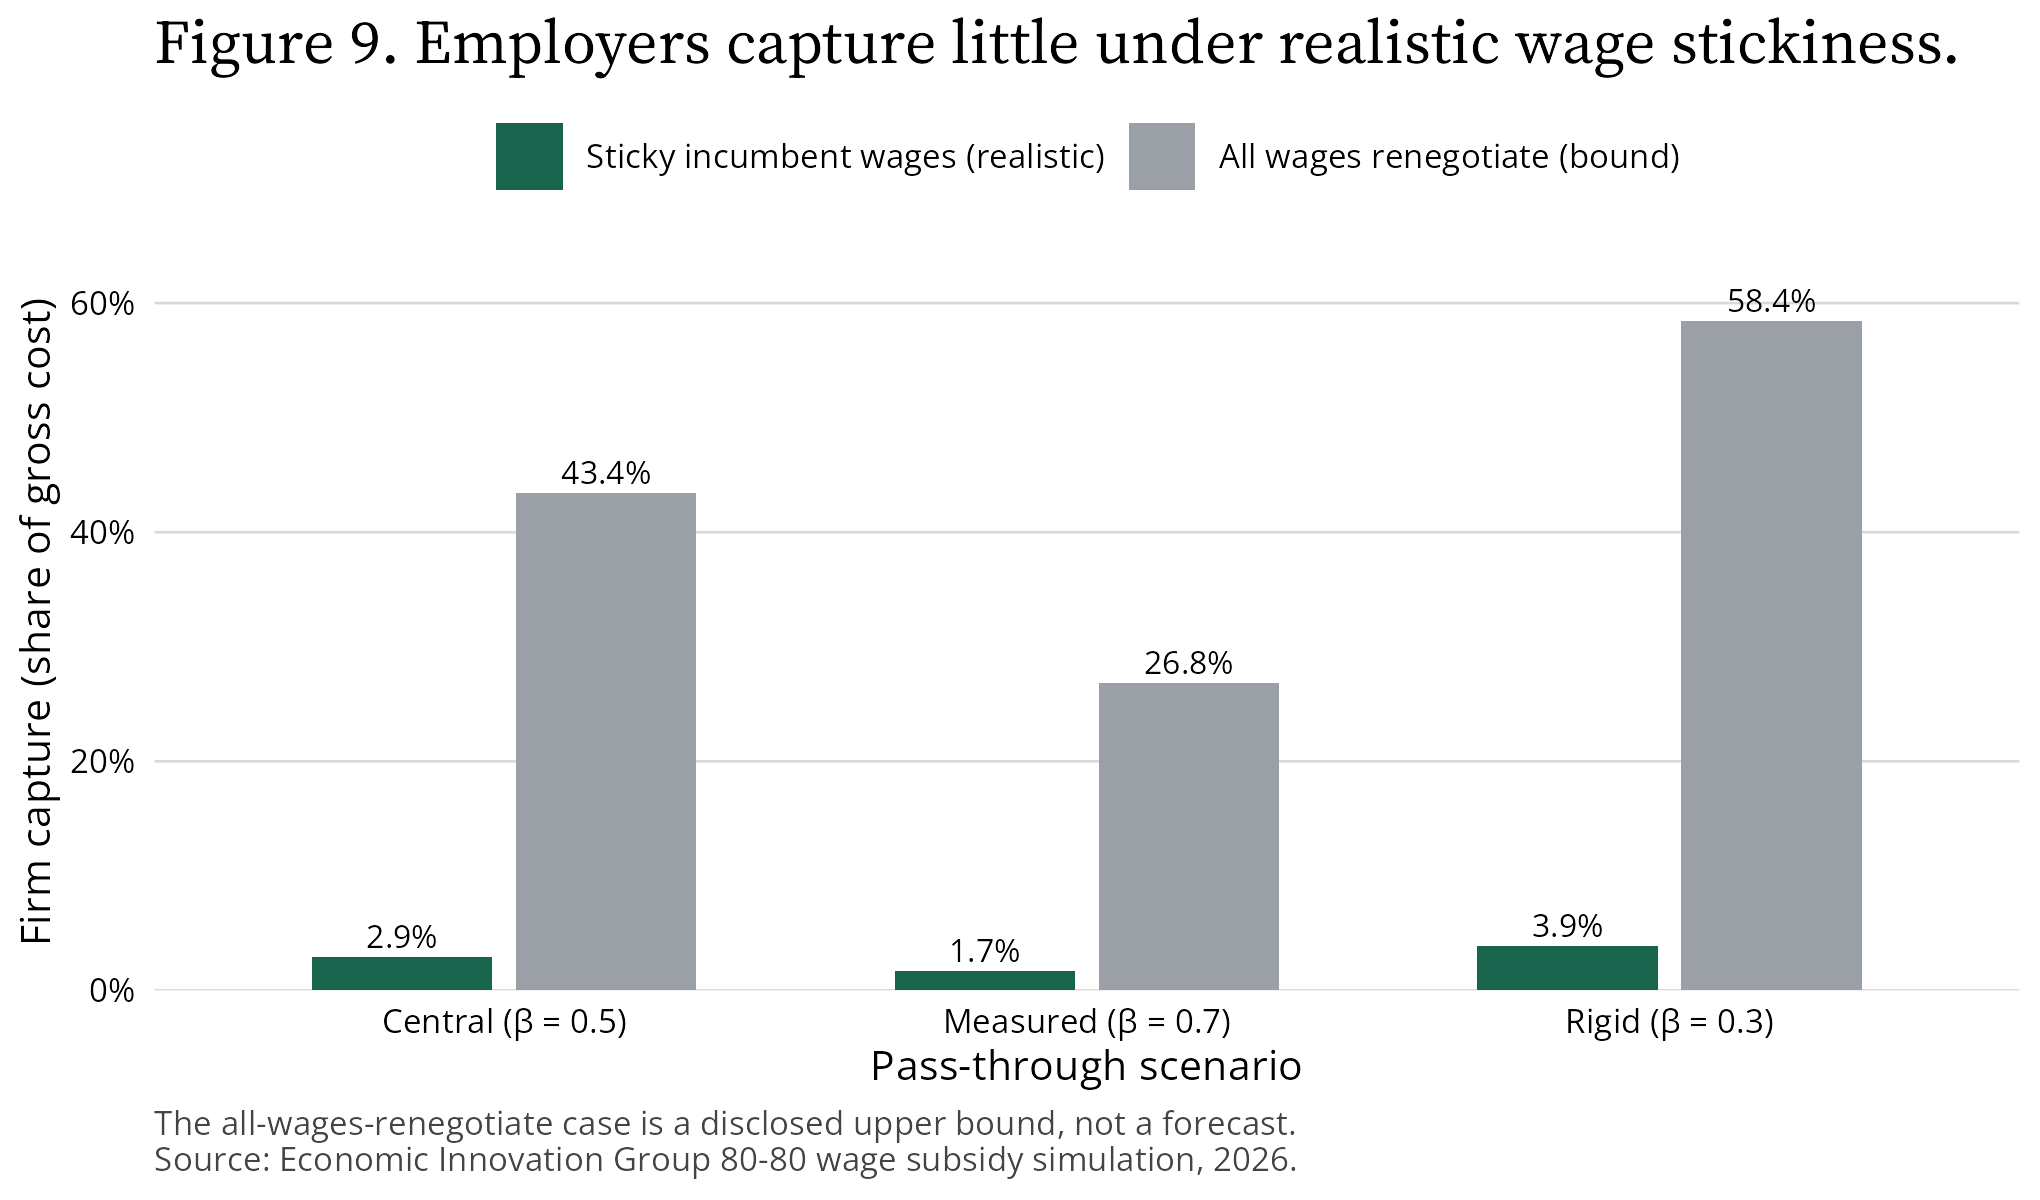 Figure 9. Employers capture little under realistic wage stickiness.
Sticky incumbent wages (realistic)
All wages renegotiate (bound)
Firm capture (share of gross cost)
60%
40%
20%
0%
2.9%
43.4%
1.7%
26.8%
3.9%
58.4%
Central (β = 0.5)
Measured (β = 0.7)
Rigid (β = 0.3)
Pass-through scenario
The all-wages-renegotiate case is a disclosed upper bound, not a forecast.
Source: Economic Innovation Group 80-80 wage subsidy simulation, 2026.